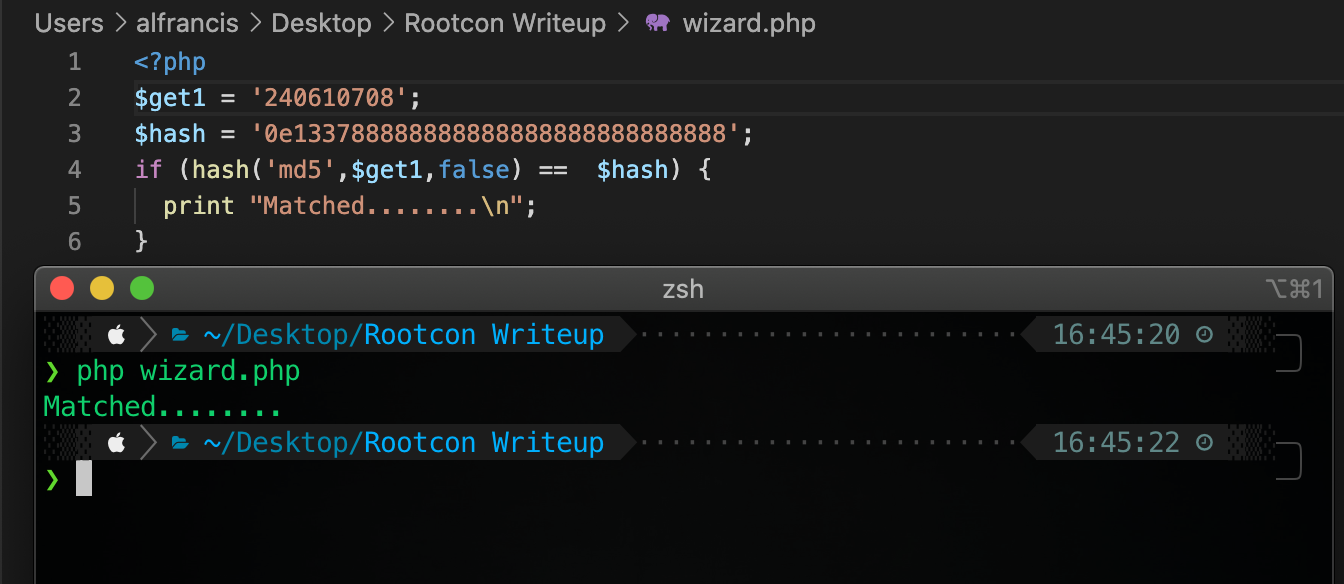 Users > alfrancis > Desktop > Rootcon Writeup > wizard.php
1 <?php
2 $get1 = '240610708';
3 $hash = '0e13378888888888888888888888888';
4 if (hash('md5',$get1,false) ==  $hash) {
5   print "Matched........\n";
6 }
zsh ⌥⌘1
~/Desktop/Rootcon Writeup 16:45:20
❯ php wizard.php
Matched........
~/Desktop/Rootcon Writeup 16:45:22
❯